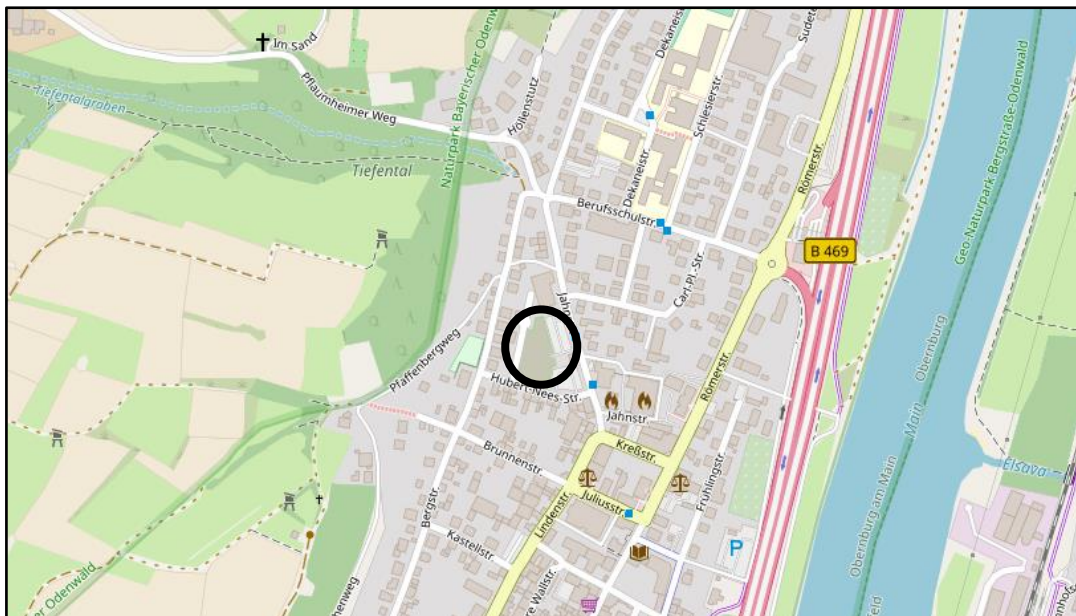 Im Sand
Pflaumheimer Weg
Tiefentalgraben
Tiefental
Naturpark Bayerischer Odenwald
Höllenstutz
Dekaneistr.
Schlesierstr.
Dekaneistr.
Berufsschulstr.
Römerstr.
B 469
Carl-Pl.-Str.
Geo-Naturpark Bergstraße-Odenwald
Pfaffenbergweg
Hubert-Nees-Str.
Jahnstr.
Römerstr.
Main
Obernburg
Obernburg am Main
Elsava
Kreßstr.
Brunnenstr.
Bergstr.
Lindenstr.
Juliusstr.
Frühlingstr.
Kastellstr.
Wallstr.
P